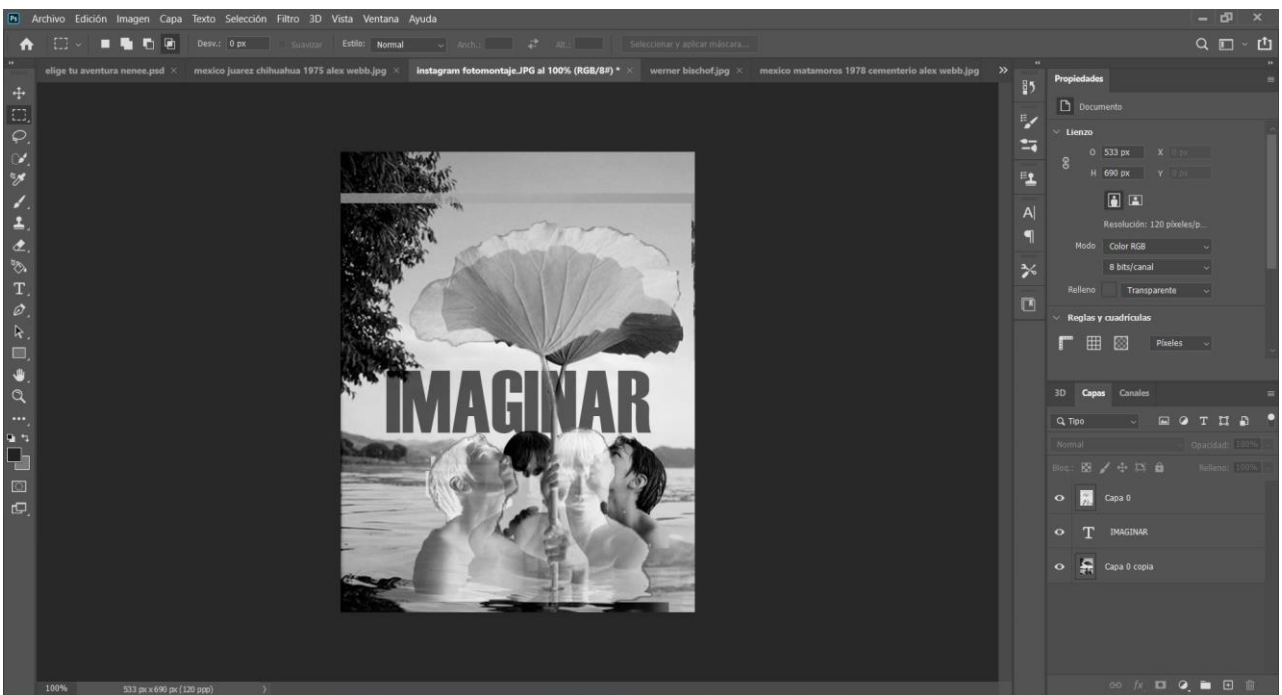 Ps Archivo Edición Imagen Capa Texto Selección Filtro 3D Vista Ventana Ayuda
Desv.: 0 px Suavizar Estilo: Normal Anch.: Alt.: Seleccionar y aplicar máscara...
elige tu aventura nenee.psd × mexico juarez chihuahua 1975 alex webb.jpg × instagram fotomontaje.JPG al 100% (RGB/8#) * × werner bischof.jpg × mexico matamoros 1978 cementerio alex webb.jpg
Propiedades
Documento
Lienzo
O 533 px X 0 px
H 690 px Y 0 px
Resolución: 120 píxeles/p...
Modo Color RGB
8 bits/canal
Relleno Transparente
Reglas y cuadrículas
Píxeles
IMAGINAR
3D Capas Canales
Tipo
Normal Opacidad: 100%
Bloq.: Relleno: 100%
Capa 0
T IMAGINAR
Capa 0 copia
100% 533 px x 690 px (120 ppp)